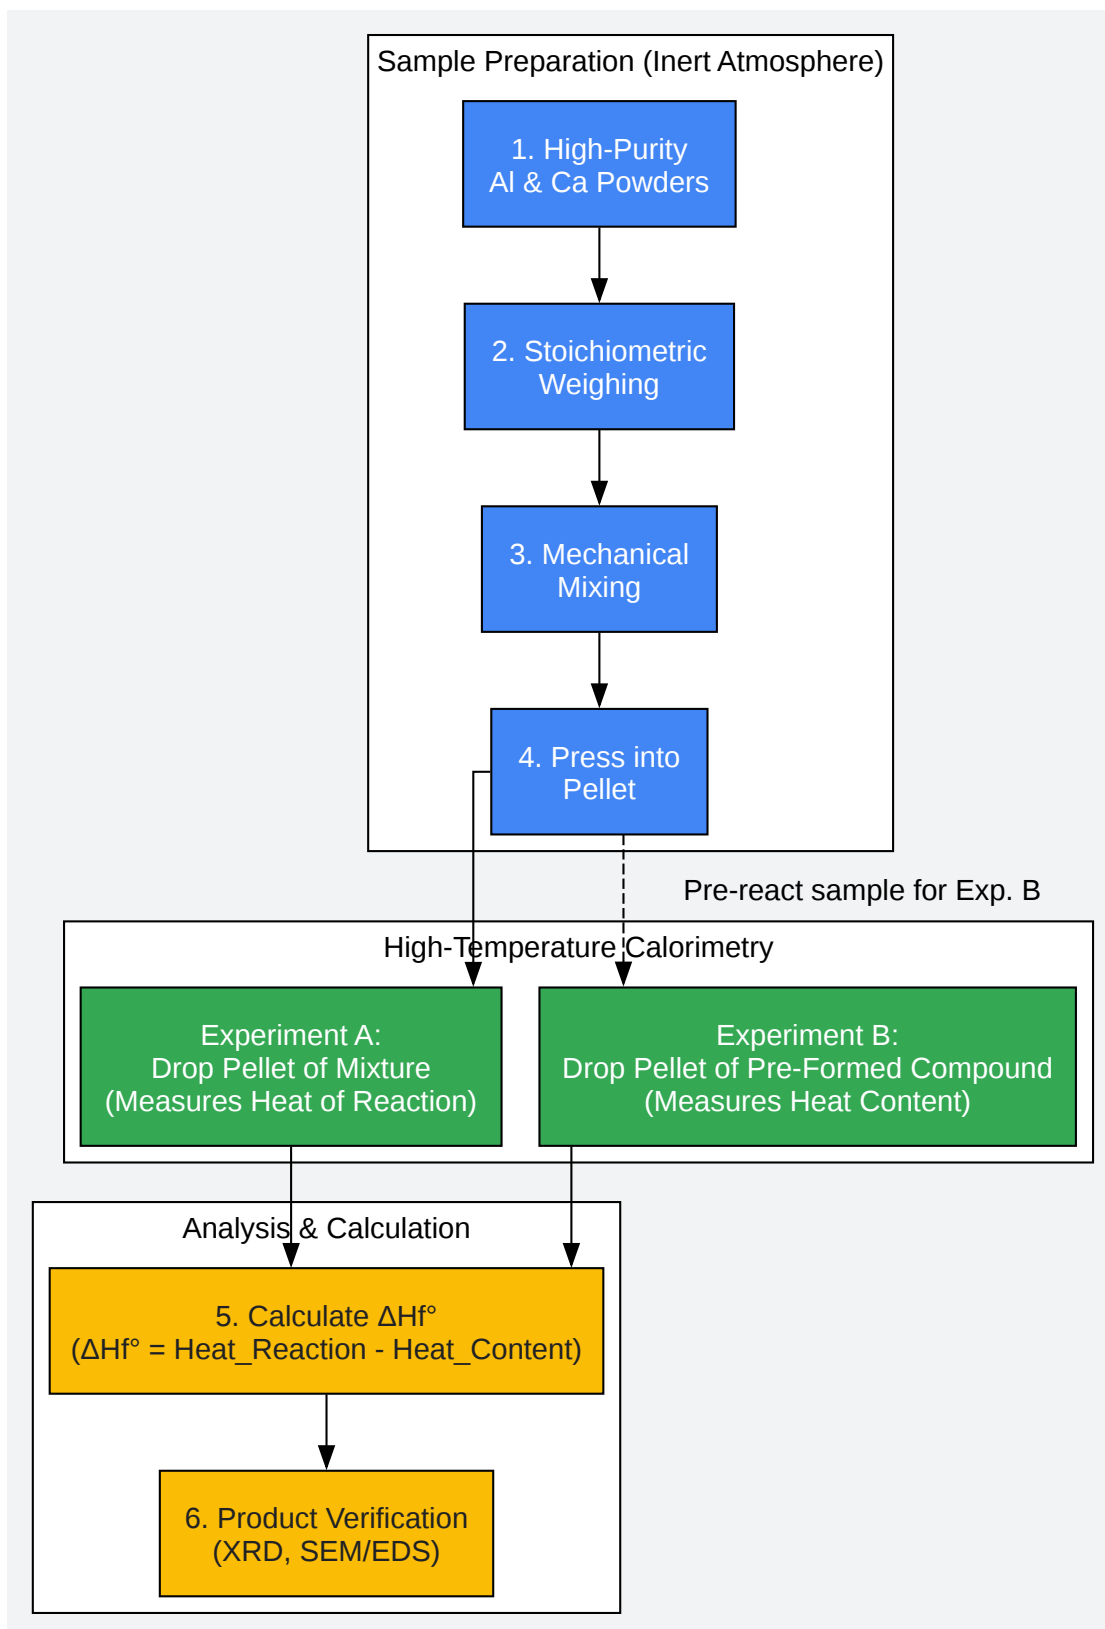 Sample Preparation (Inert Atmosphere)
1. High-Purity
Al & Ca Powders
2. Stoichiometric
Weighing
3. Mechanical
Mixing
4. Press into
Pellet
Pre-react sample for Exp. B
High-Temperature Calorimetry
Experiment A:
Drop Pellet of Mixture
(Measures Heat of Reaction)
Experiment B:
Drop Pellet of Pre-Formed Compound
(Measures Heat Content)
Analysis & Calculation
5. Calculate ΔHf°
(ΔHf° = Heat_Reaction - Heat_Content)
6. Product Verification
(XRD, SEM/EDS)